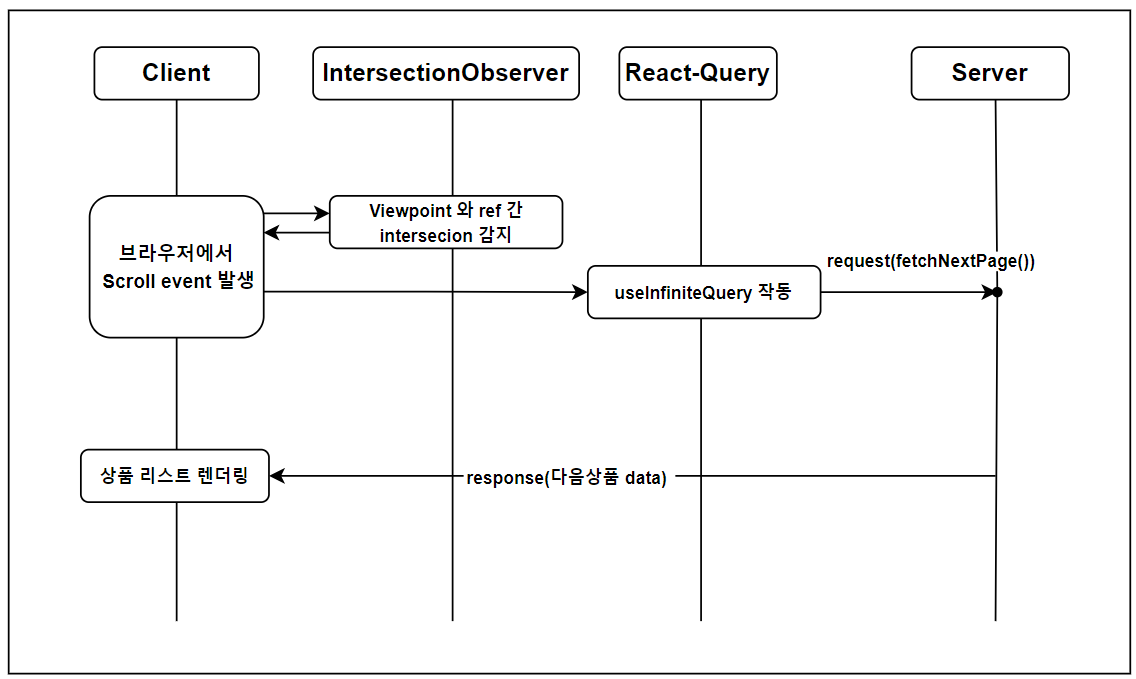 Client
IntersectionObserver
React-Query
Server
브라우저에서
Scroll event 발생
Viewpoint 와 ref 간
intersecion 감지
useInfiniteQuery 작동
request(fetchNextPage())
상품 리스트 렌더링
response(다음상품 data)